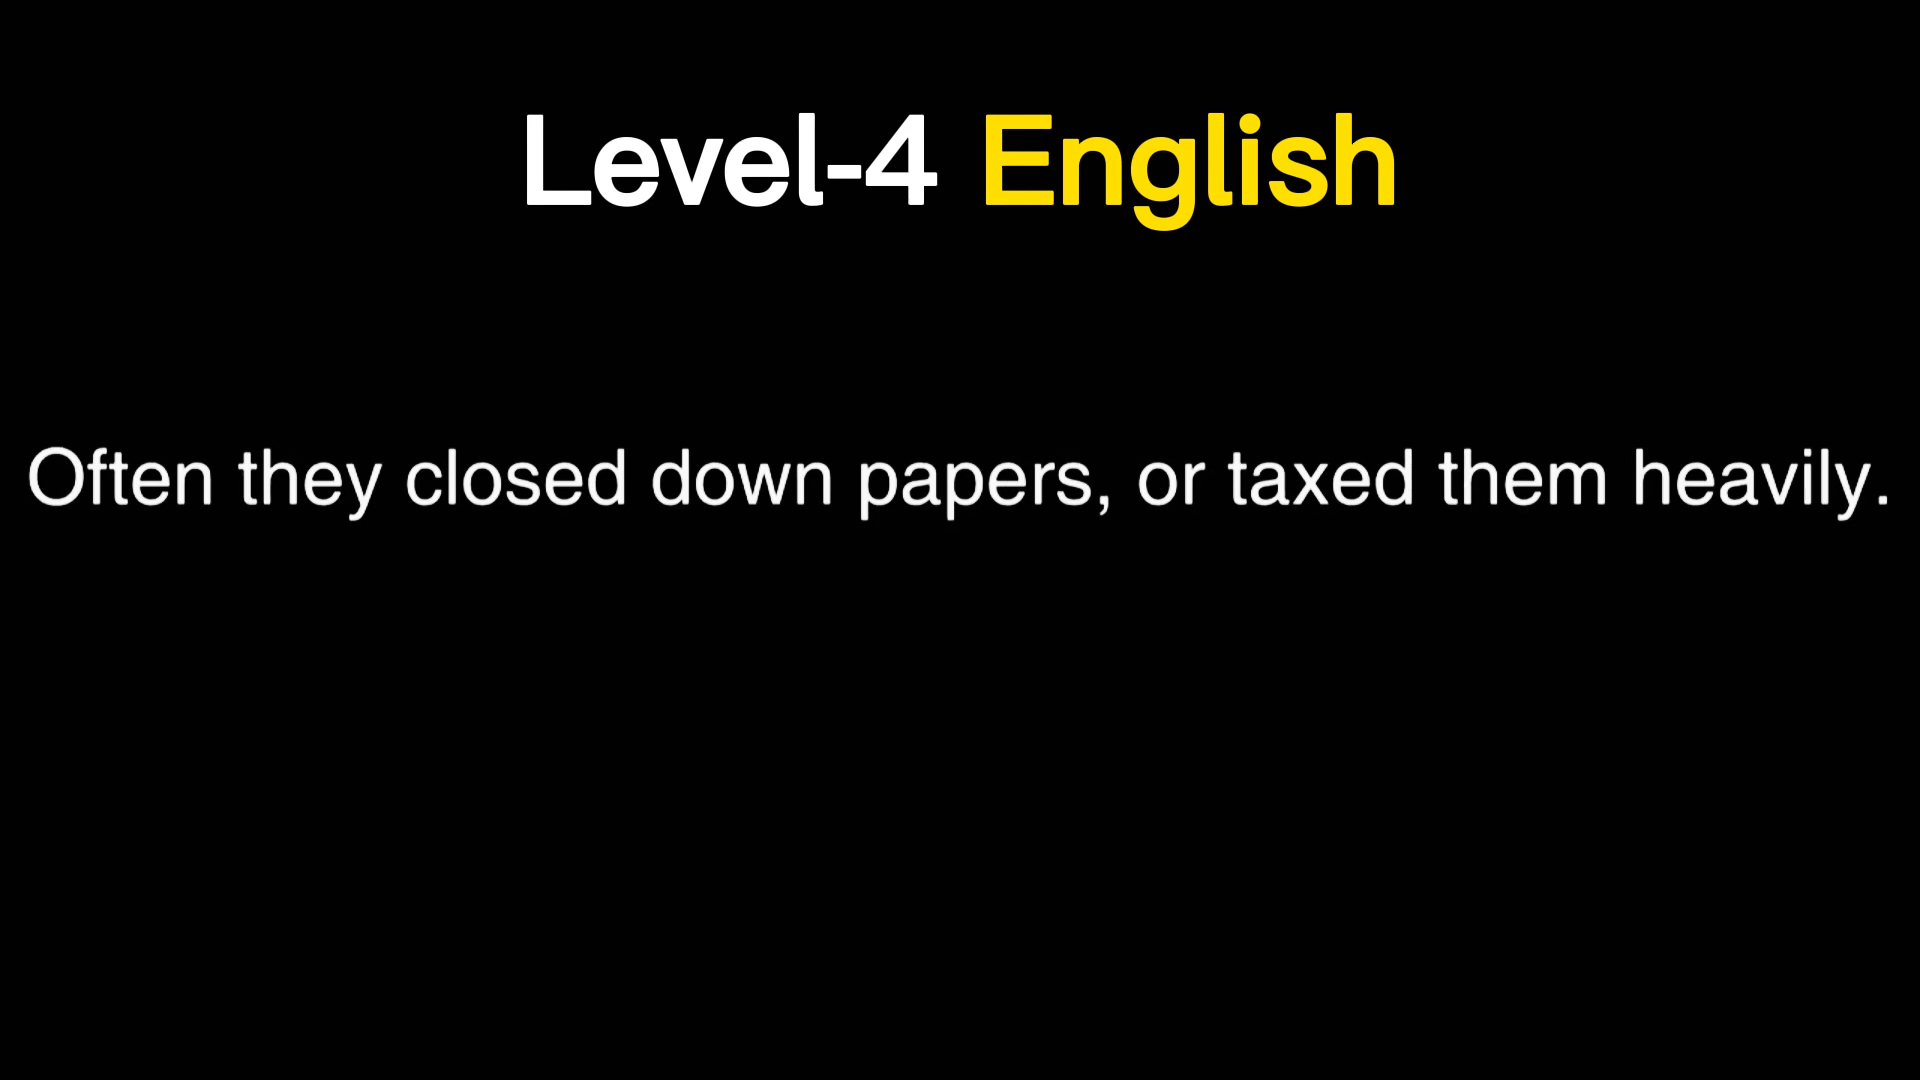 Level-4 English
Often they closed down papers, or taxed them heavily.